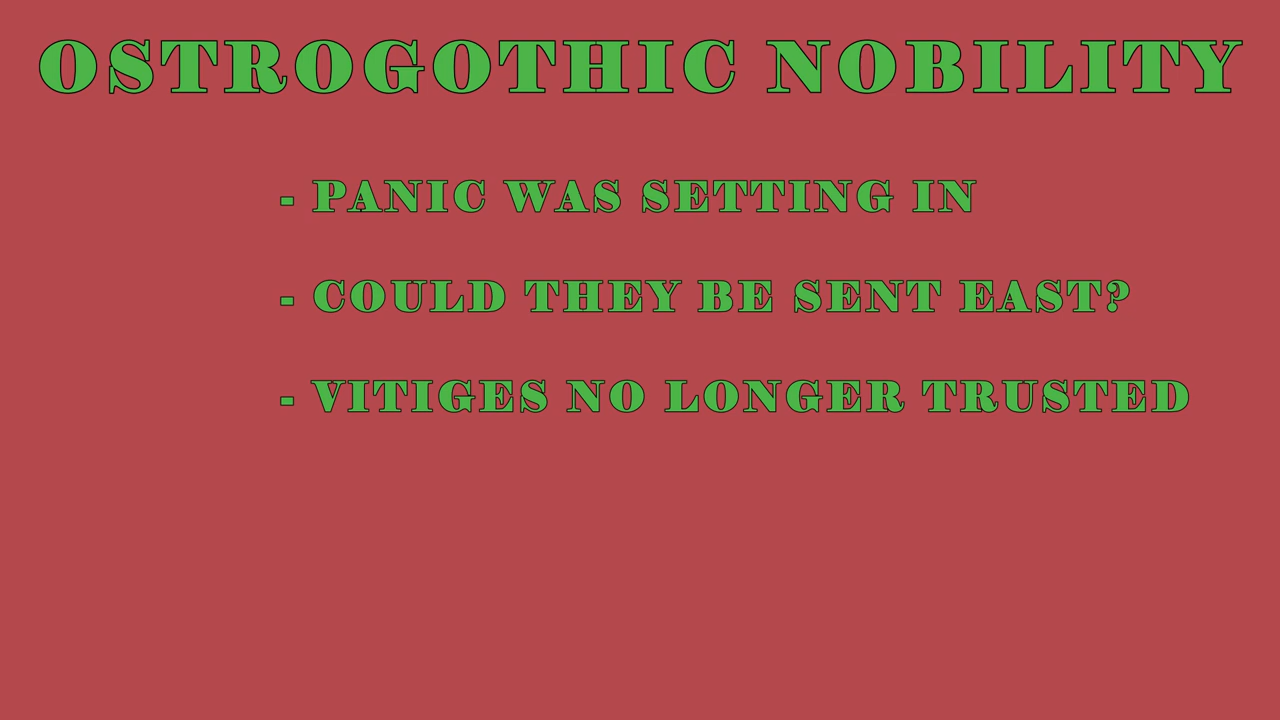 OSTROGOTHIC NOBILITY
- PANIC WAS SETTING IN
- COULD THEY BE SENT EAST?
- VITIGES NO LONGER TRUSTED